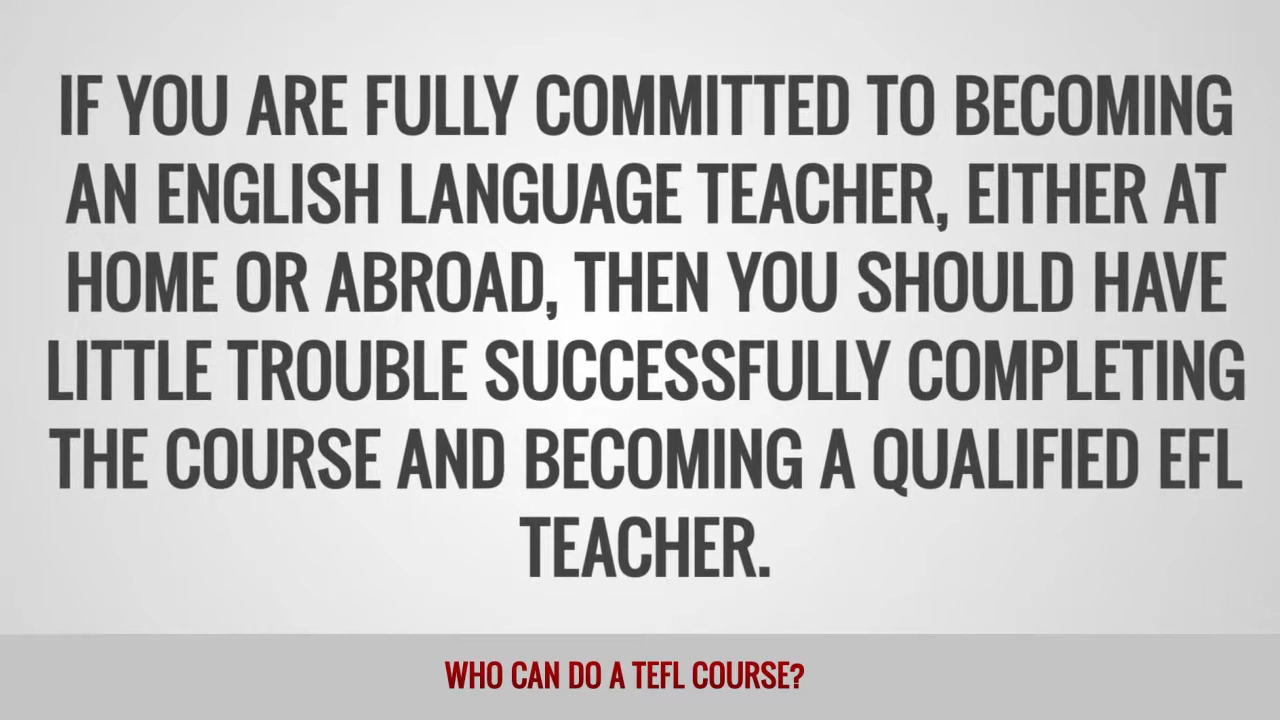 IF YOU ARE FULLY COMMITTED TO BECOMING
AN ENGLISH LANGUAGE TEACHER, EITHER AT
HOME OR ABROAD, THEN YOU SHOULD HAVE
LITTLE TROUBLE SUCCESSFULLY COMPLETING
THE COURSE AND BECOMING A QUALIFIED EFL
TEACHER.
WHO CAN DO A TEFL COURSE?